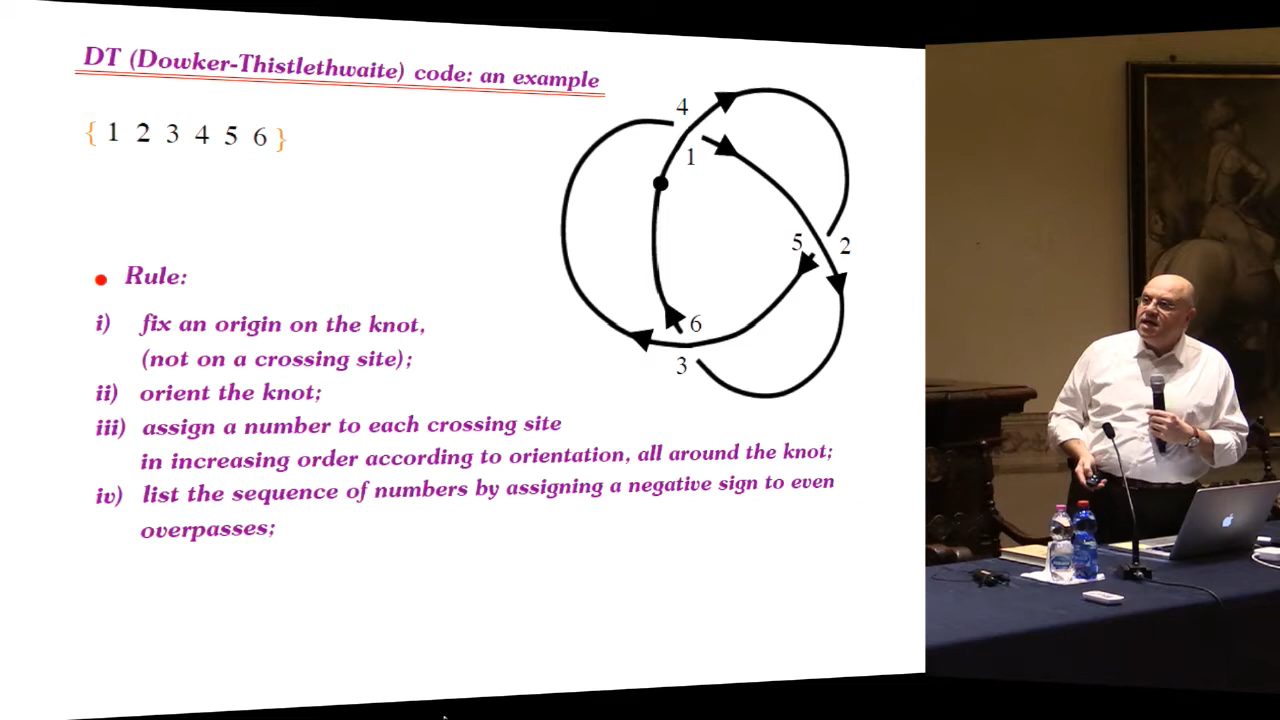 DT (Dowker-Thistlethwaite) code: an example
{ 1 2 3 4 5 6 }
4
1
5 2
6
3
• Rule:
i) fix an origin on the knot,
(not on a crossing site);
ii) orient the knot;
iii) assign a number to each crossing site
in increasing order according to orientation, all around the knot;
iv) list the sequence of numbers by assigning a negative sign to even
overpasses;